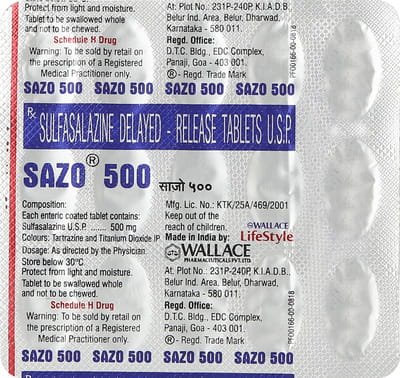 Protect from light and moisture.
Tablet to be swallowed whole
and not to be chewed.
Schedule H Drug
Warning: To be sold by retail on
the prescription of a Registered
Medical Practitioner only.
At: Plot No.: 231P-240P, K.I.A.D.B.,
Belur Ind. Area, Belur, Dharwad,
Karnataka - 580 011.
Regd. Office:
D.T.C. Bldg., EDC Complex,
Panaji, Goa - 403 001.
®- Regd. Trade Mark
PF00166-00-0818
SAZO 500 SAZO 500 SAZO 500 SAZO 500
Rx SULFASALAZINE DELAYED - RELEASE TABLETS U.S.P.
SAZO® 500 साजो ५००
Composition:
Each enteric coated tablet contains:
Sulfasalazine U.S.P. ....... 500 mg
Colours: Tartrazine and Titanium Dioxide IP
Dosage: As directed by the Physician.
Store below 30°C
Protect from light and moisture.
Tablet to be swallowed whole
and not to be chewed.
Schedule H Drug
Warning: To be sold by retail on
the prescription of a Registered
Medical Practitioner only.
Mfg. Lic. No.: KTK/25A/469/2001
Keep out of the
reach of children.
Made in India by:
WALLACE
LifeStyle
WALLACE
PHARMACEUTICALS PVT. LTD.
At: Plot No.: 231P-240P, K.I.A.D.B.,
Belur Ind. Area, Belur, Dharwad,
Karnataka - 580 011.
Regd. Office:
D.T.C. Bldg., EDC Complex,
Panaji, Goa - 403 001.
®- Regd. Trade Mark
PF00166-00-0818
SAZO 500 SAZO 500 SAZO 500 SAZO 500